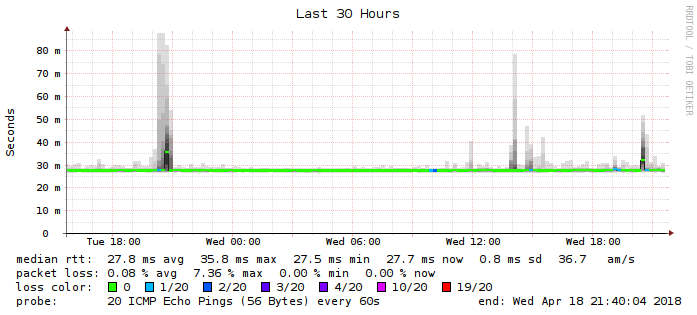 Last 30 Hours
RRDTOOL / TOBI OETIKER
Seconds
80 m
70 m
60 m
50 m
40 m
30 m
20 m
10 m
0
Tue 18:00 Wed 00:00 Wed 06:00 Wed 12:00 Wed 18:00
median rtt: 27.8 ms avg 35.8 ms max 27.5 ms min 27.7 ms now 0.8 ms sd 36.7 am/s
packet loss: 0.08 % avg 7.36 % max 0.00 % min 0.00 % now
loss color: 0 1/20 2/20 3/20 4/20 10/20 19/20
probe: 20 ICMP Echo Pings (56 Bytes) every 60s end: Wed Apr 18 21:40:04 2018